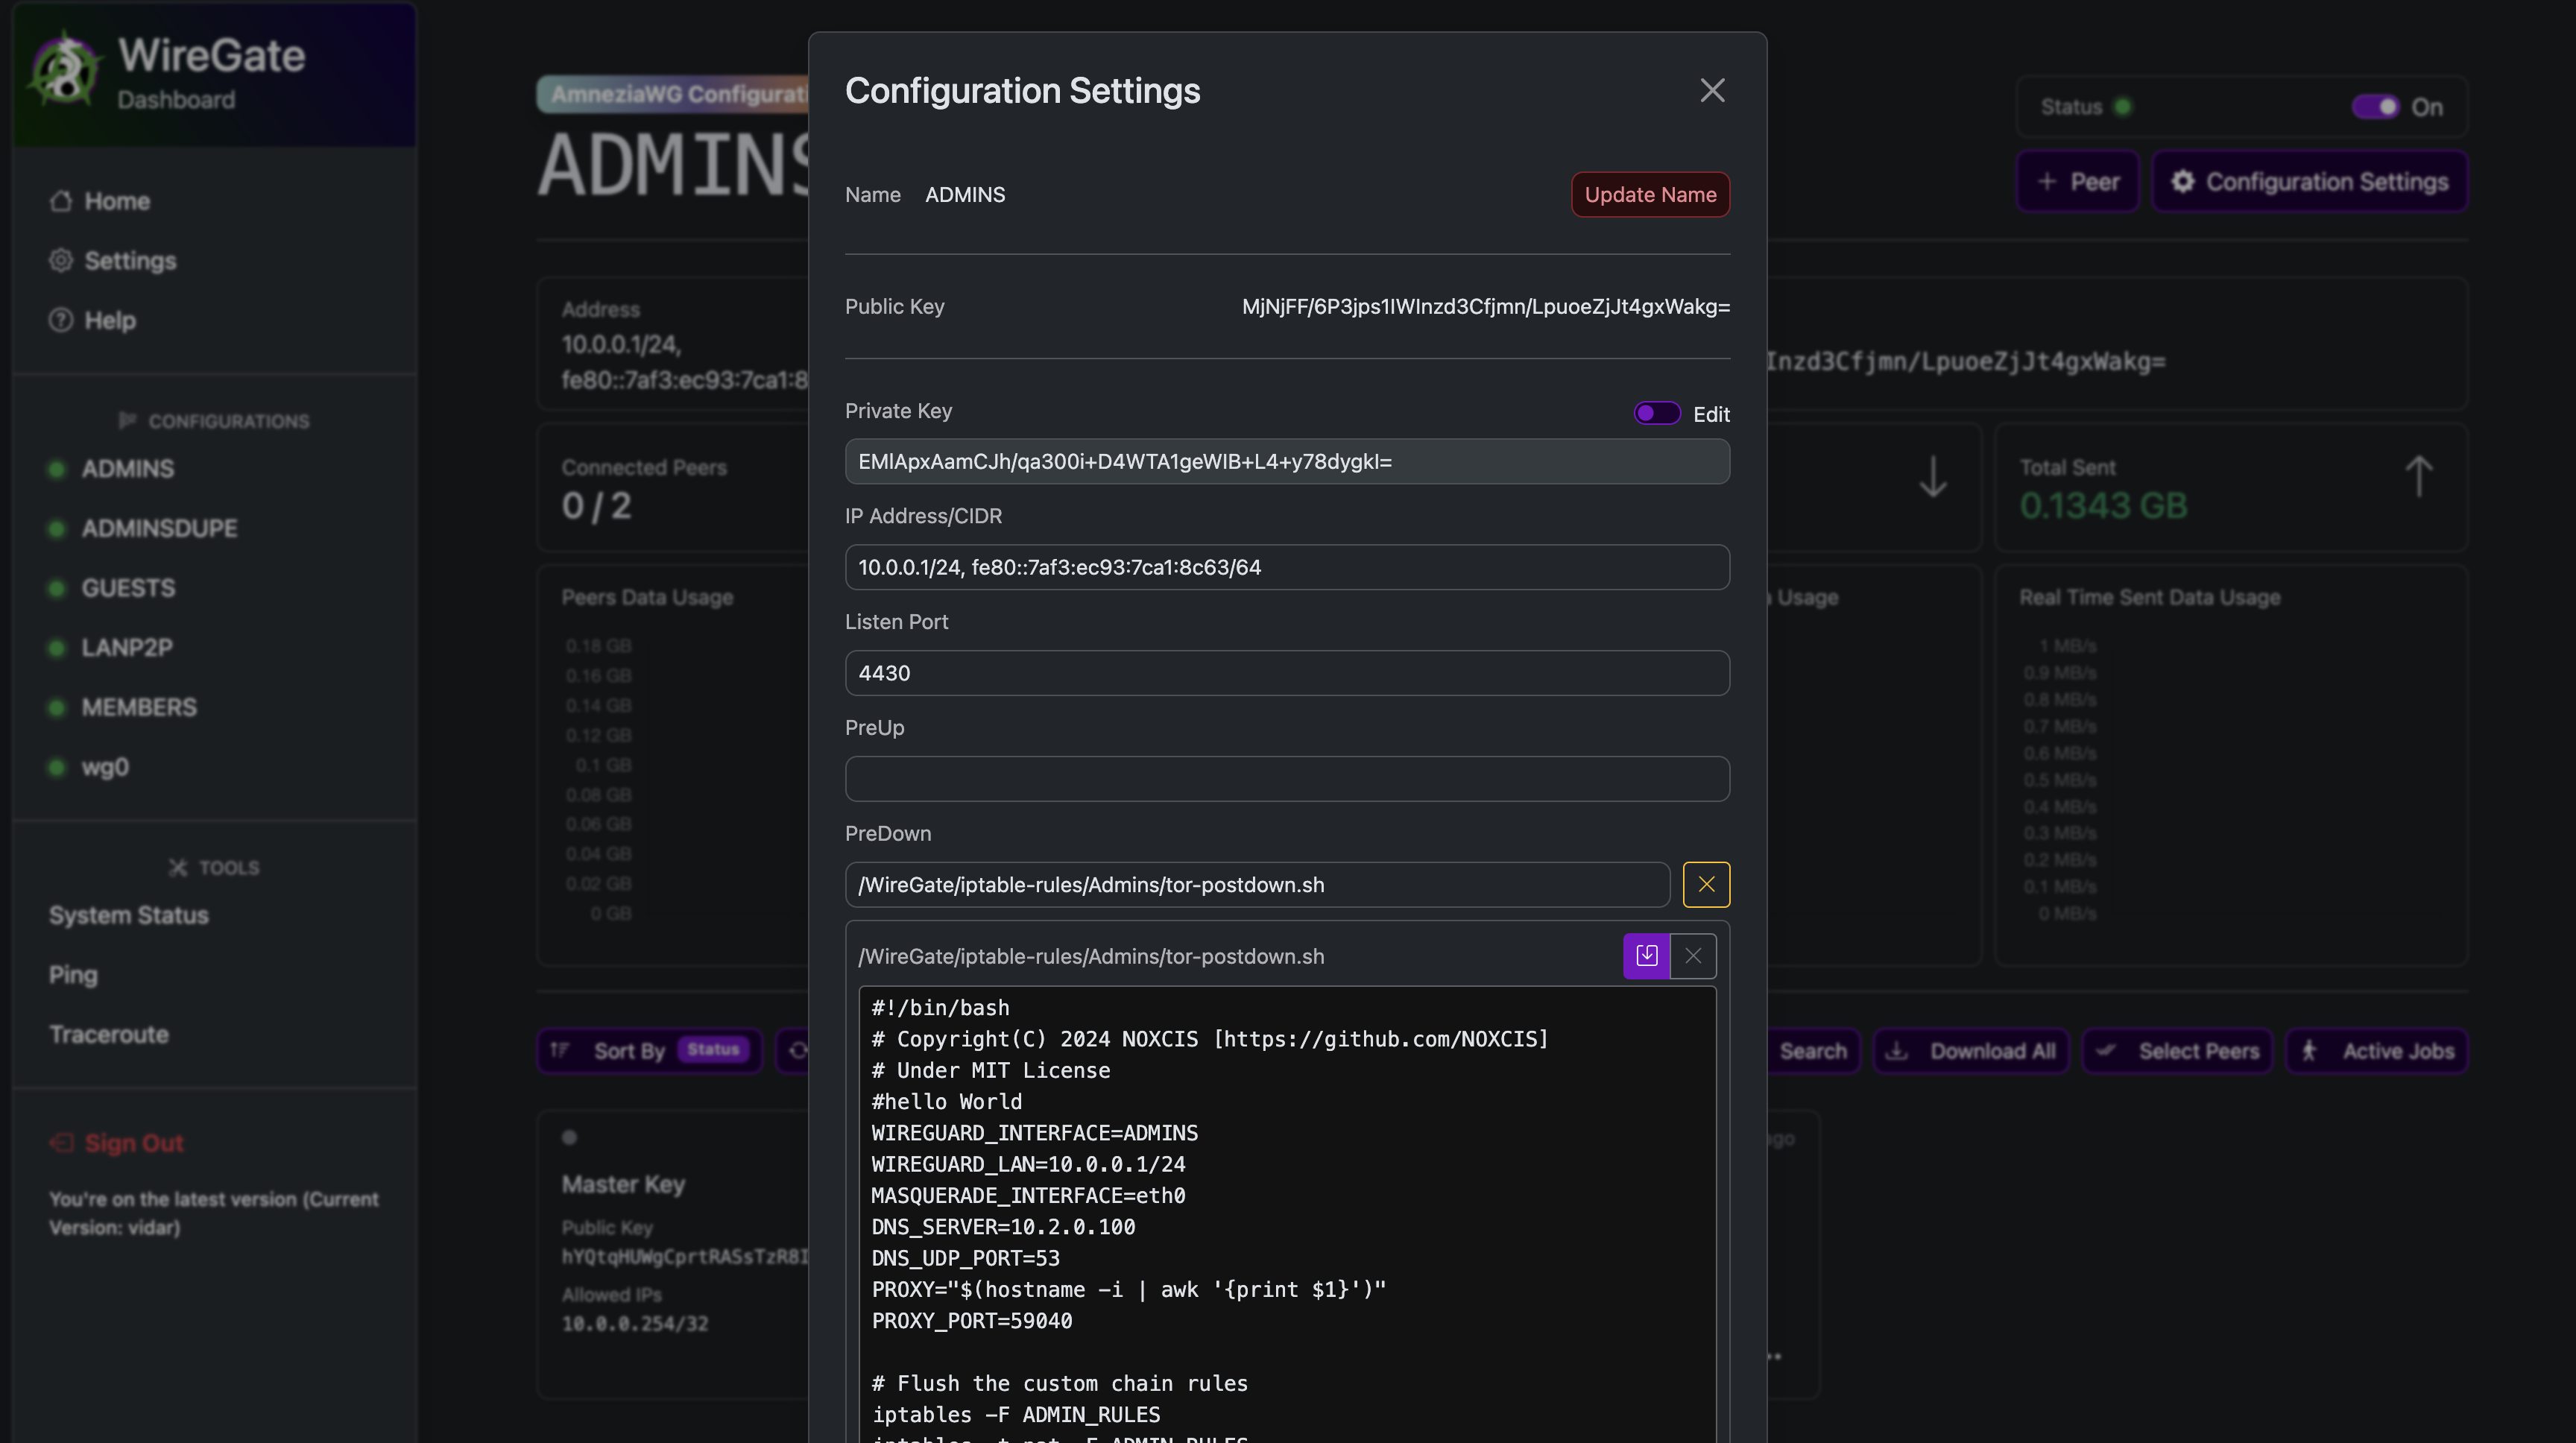 WireGate
Dashboard
Home
Settings
Help
CONFIGURATIONS
ADMINS
ADMINSDUPE
GUESTS
LANP2P
MEMBERS
wg0
TOOLS
System Status
Ping
Traceroute
Sign Out
You're on the latest version (Current
Version: vidar)
AmneziaWG
ADMINS
Status
On
Peer
Configuration Settings
Address
10.0.0.1/24,
fe80::7af3:ec93:7ca1:8
Inzd3Cfjmn/LpuoeZjJt4gxWakg=
Connected Peers
0 / 2
Total Sent
0.1343 GB
Peers Data Usage
0.18 GB
0.16 GB
0.14 GB
0.12 GB
0.1 GB
0.08 GB
0.06 GB
0.04 GB
0.02 GB
0 GB
Usage
Real Time Sent Data Usage
1 MB/s
0.9 MB/s
0.8 MB/s
0.7 MB/s
0.6 MB/s
0.5 MB/s
0.4 MB/s
0.3 MB/s
0.2 MB/s
0.1 MB/s
0 MB/s
Sort By Status
Search
Download All
Select Peers
Active Jobs
Master Key
Public Key
hYQtqHUWgCprtRASsTzR8I
Allowed IPs
10.0.0.254/32
ago
Configuration Settings
Name ADMINS
Update Name
Public Key
MjNjFF/6P3jps1IWInzd3Cfjmn/LpuoeZjJt4gxWakg=
Private Key
Edit
EMlApxAamCJh/qa300i+D4WTA1geWIB+L4+y78dygkI=
IP Address/CIDR
10.0.0.1/24, fe80::7af3:ec93:7ca1:8c63/64
Listen Port
4430
PreUp
PreDown
/WireGate/iptable-rules/Admins/tor-postdown.sh
/WireGate/iptable-rules/Admins/tor-postdown.sh
#!/bin/bash
# Copyright(C) 2024 NOXCIS [https://github.com/NOXCIS]
# Under MIT License
#hello World
WIREGUARD_INTERFACE=ADMINS
WIREGUARD_LAN=10.0.0.1/24
MASQUERADE_INTERFACE=eth0
DNS_SERVER=10.2.0.100
DNS_UDP_PORT=53
PROXY="$(hostname -i | awk '{print $1}')"
PROXY_PORT=59040
# Flush the custom chain rules
iptables -F ADMIN_RULES
iptables -t nat -F ADMIN_RULES